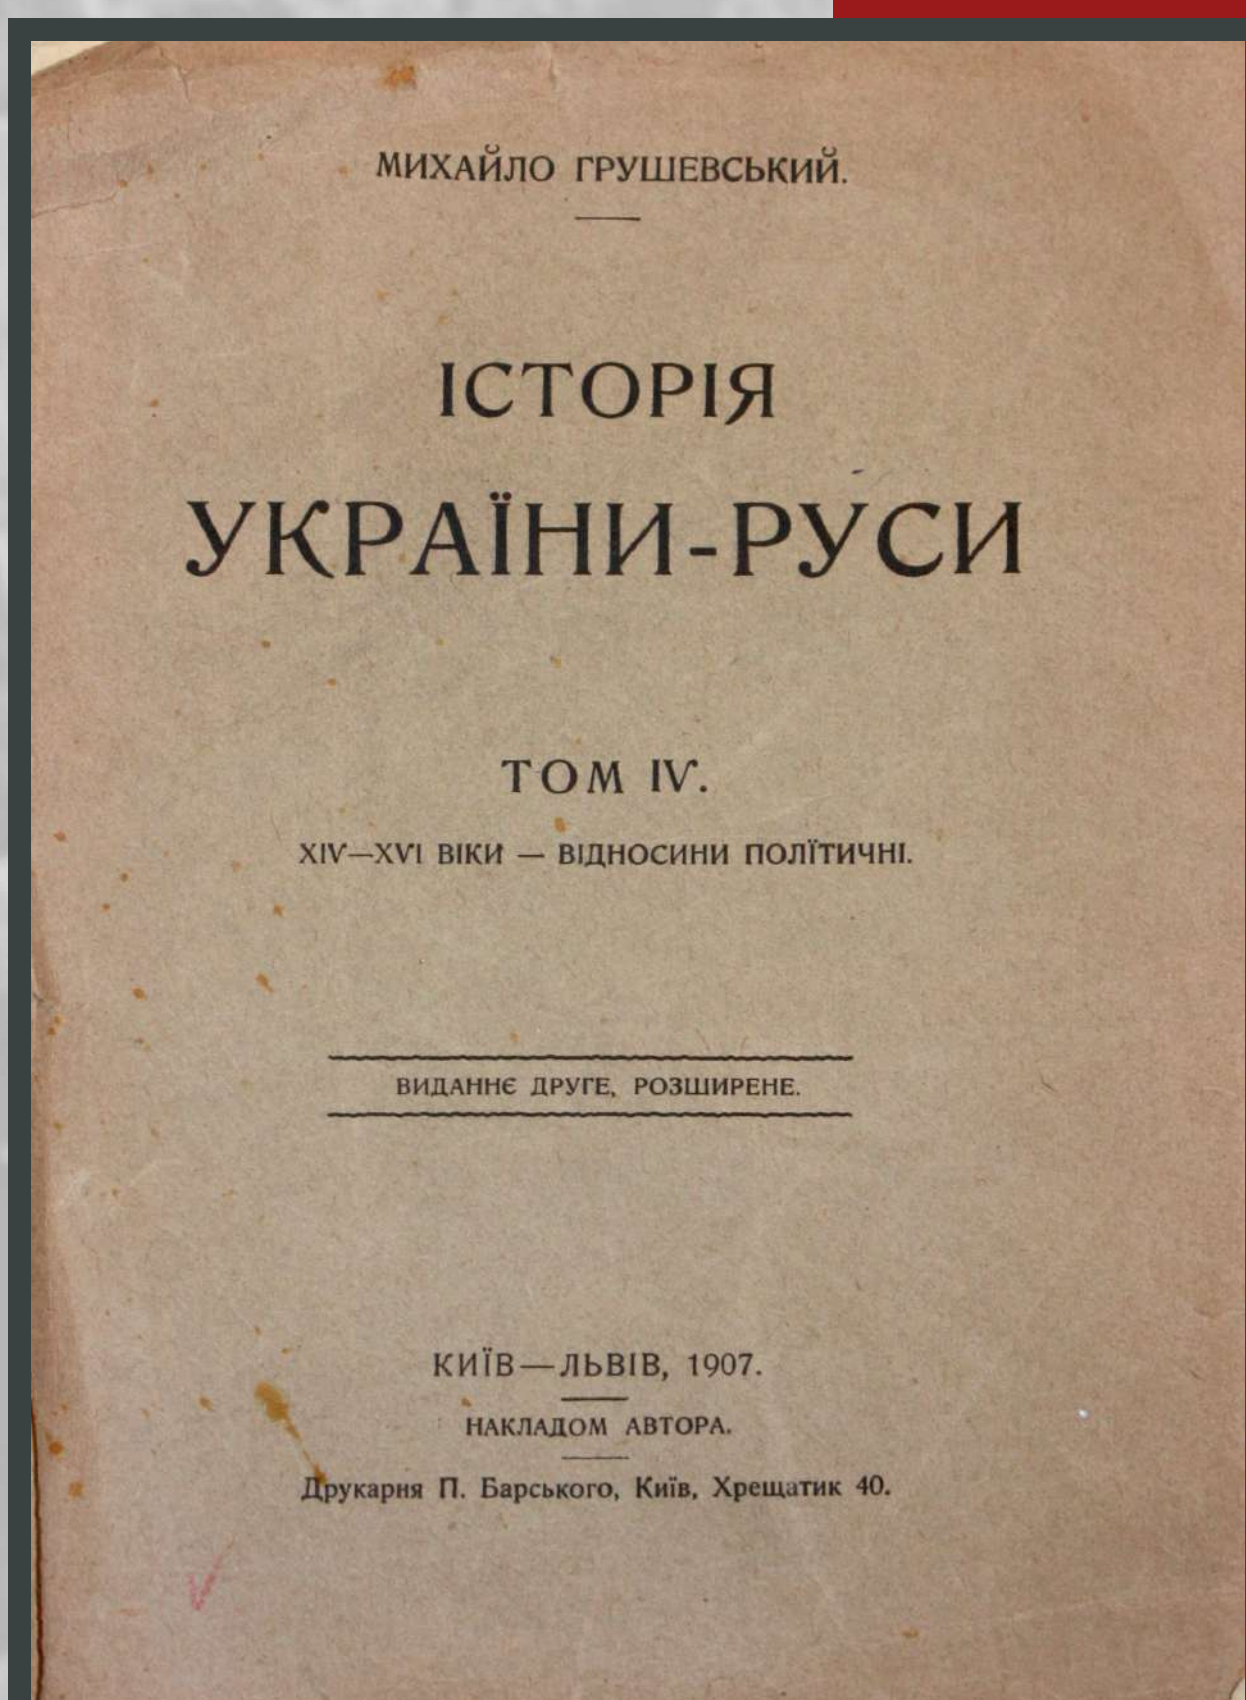 МИХАЙЛО ГРУШЕВСЬКИЙ.
ІСТОРІЯ
УКРАЇНИ-РУСИ
ТОМ IV.
XIV—XVI ВІКИ — ВІДНОСИНИ ПОЛЇТИЧНІ.
ВИДАННЄ ДРУГЕ, РОЗШИРЕНЕ.
КИЇВ—ЛЬВІВ, 1907.
НАКЛАДОМ АВТОРА.
Друкарня П. Барського, Київ, Хрещатик 40.